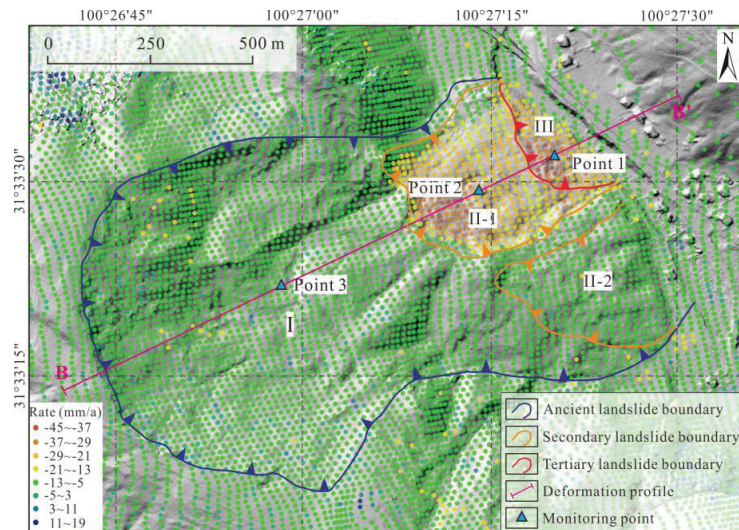 100°26'45" 100°27'00" 100°27'15" 100°27'30"
0 250 500 m
N
B'
III
Point 1
31°33'30"
Point 2
II-1
II-2
Point 3
I
B
31°33'15"
Rate (mm/a)
-45~-37
-37~-29
-29~-21
-21~-13
-13~-5
-5~3
3~11
11~19
Ancient landslide boundary
Secondary landslide boundary
Tertiary landslide boundary
Deformation profile
Monitoring point